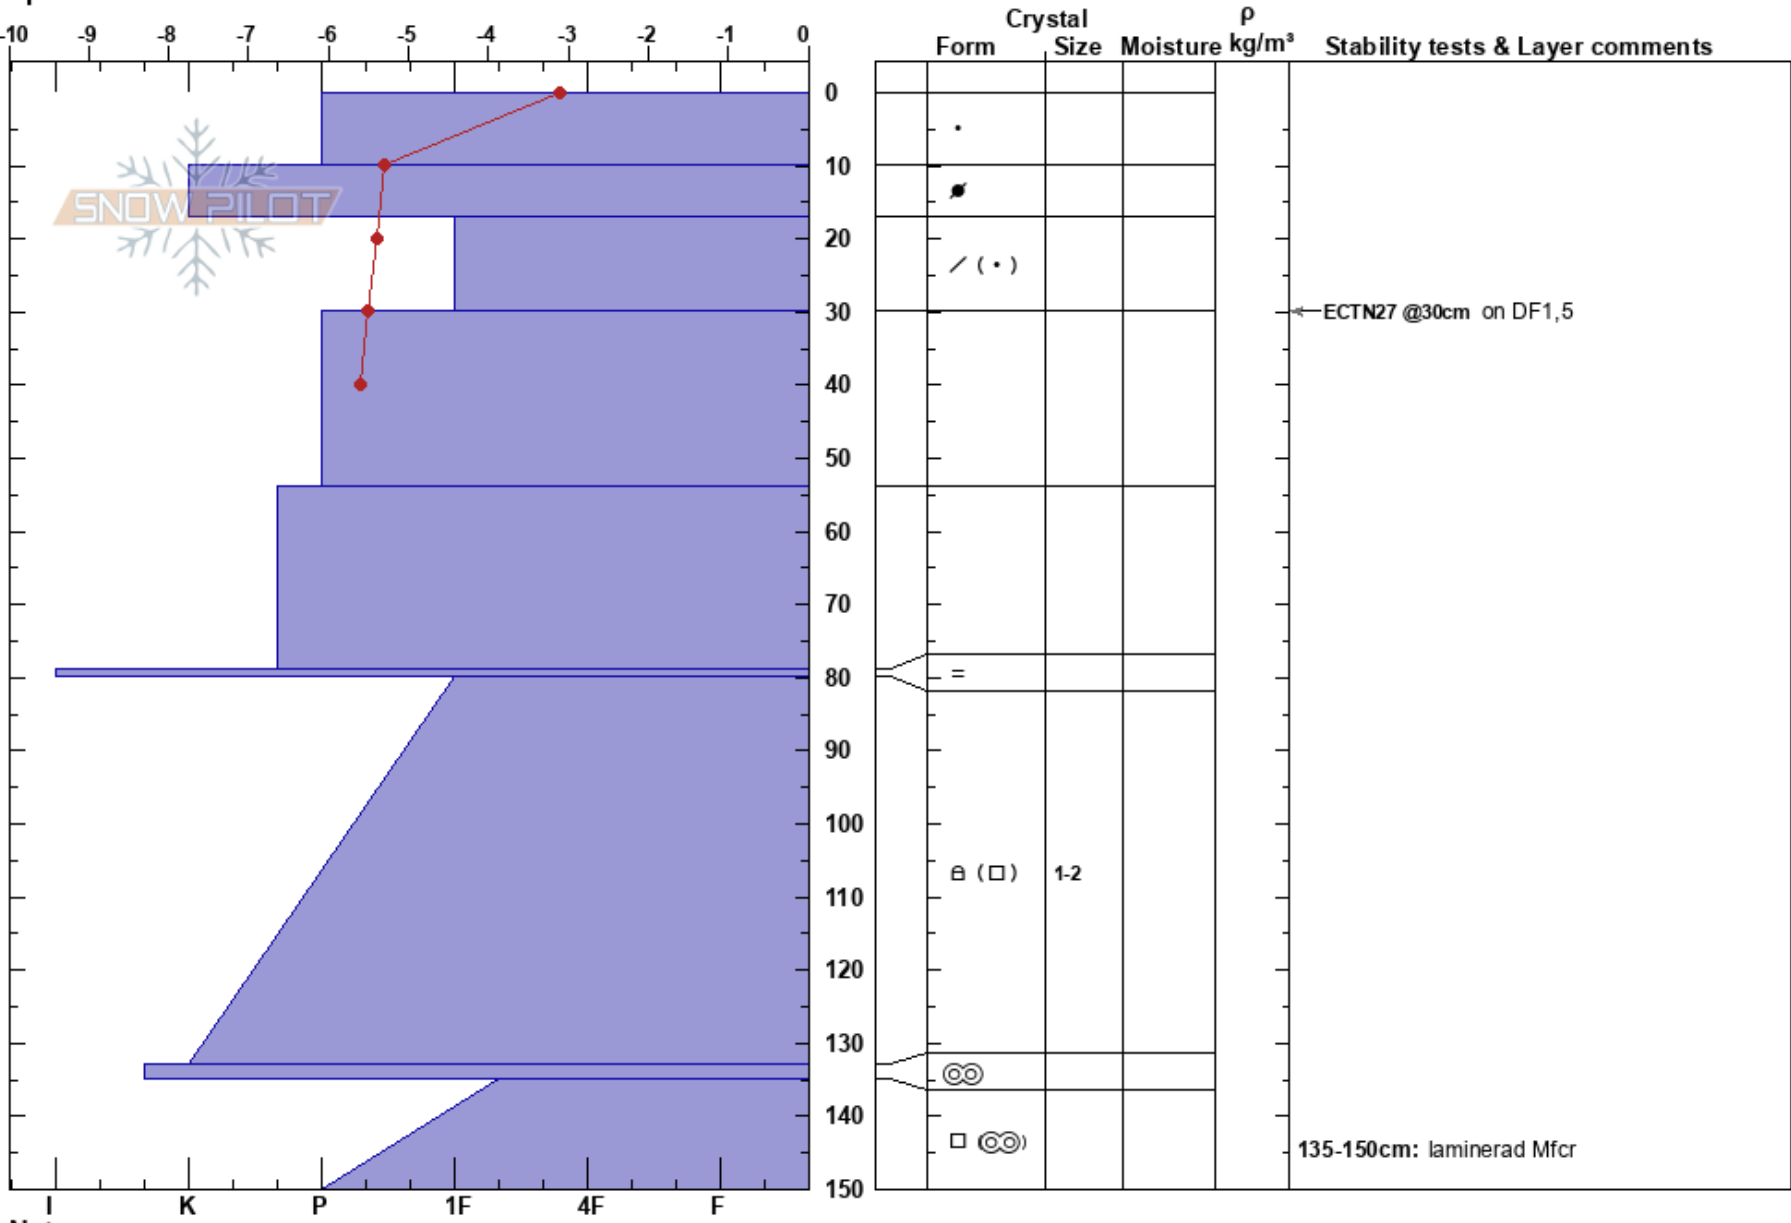 -10 -9 -8 -7 -6 -5 -4 -3 -2 -1 0
Crystal
ρ
Form Size Moisture kg/m³ Stability tests & Layer comments
0
10
SNOW PILOT
20
( • )
30
ECTN27 @30cm on DF1,5
40
50
60
70
80
=
90
100
(□) 1-2
110
120
130
140
□
135-150cm: laminerad Mfcr
150
I K P 1F 4F F